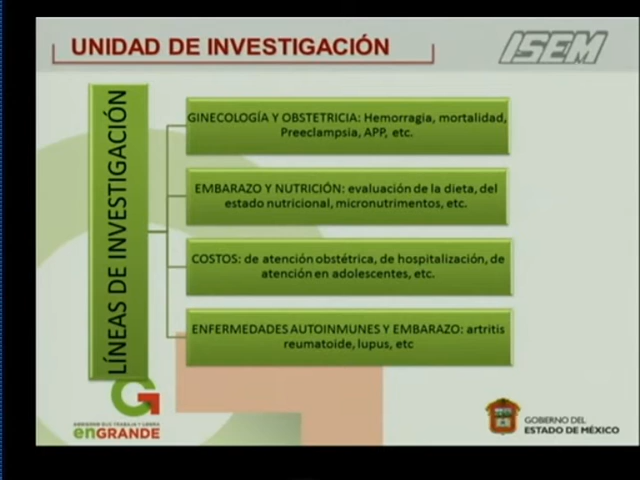 UNIDAD DE INVESTIGACIÓN
ISEM
LÍNEAS DE INVESTIGACIÓN
GINECOLOGÍA Y OBSTETRICIA: Hemorragia, mortalidad,
Preeclampsia, APP, etc.
EMBARAZO Y NUTRICIÓN: evaluación de la dieta, del
estado nutricional, micronutrimentos, etc.
COSTOS: de atención obstétrica, de hospitalización, de
atención en adolescentes, etc.
ENFERMEDADES AUTOINMUNES Y EMBARAZO: artritis
reumatoide, lupus, etc
enGRANDE
GOBIERNO DEL
ESTADO DE MÉXICO